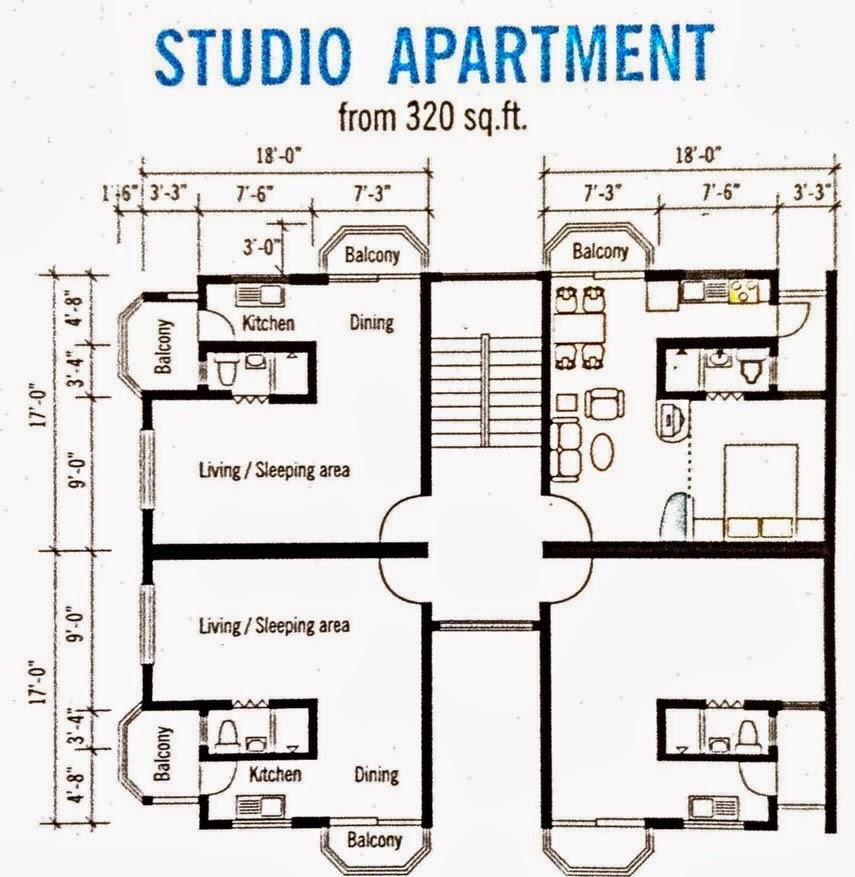 STUDIO APARTMENT
from 320 sq.ft.
18'-0" 18'-0"
1'-6" 3'-3" 7'-6" 7'-3" 7'-3" 7'-6" 3'-3"
3'-0"
Balcony Balcony
4'-8"
Balcony
Kitchen Dining
3'-4"
17'-0"
9'-0"
Living / Sleeping area
9'-0"
Living / Sleeping area
17'-0"
3'-4"
Balcony
4'-8"
Kitchen Dining
Balcony